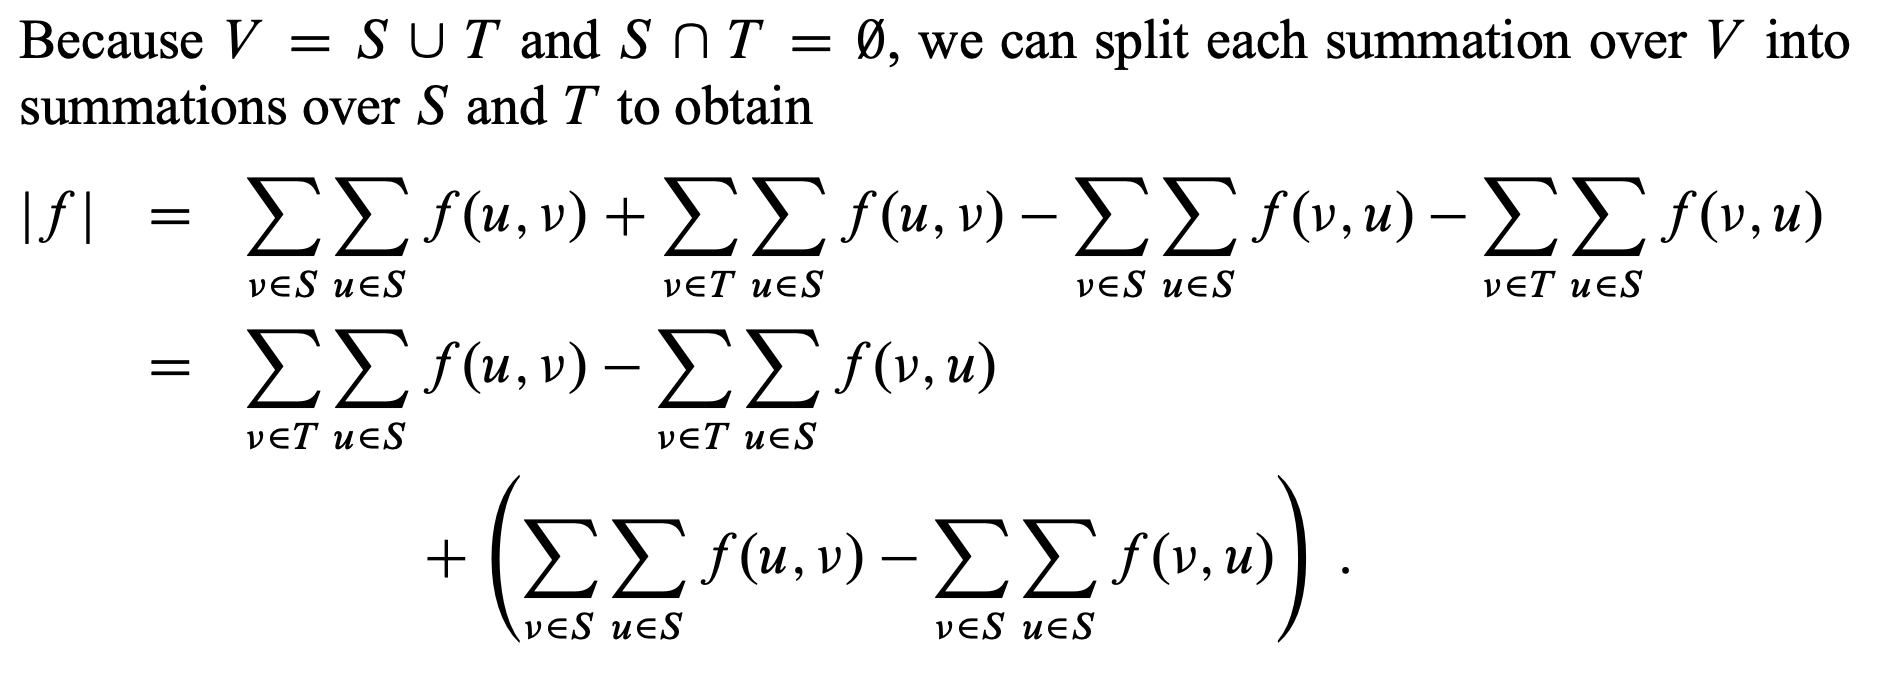 Because V = S ∪ T and S ∩ T = ∅, we can split each summation over V into
summations over S and T to obtain
|f| = ∑_{v∈S} ∑_{u∈S} f(u, v) + ∑_{v∈T} ∑_{u∈S} f(u, v) − ∑_{v∈S} ∑_{u∈S} f(v, u) − ∑_{v∈T} ∑_{u∈S} f(v, u)
= ∑_{v∈T} ∑_{u∈S} f(u, v) − ∑_{v∈T} ∑_{u∈S} f(v, u)
+ (∑_{v∈S} ∑_{u∈S} f(u, v) − ∑_{v∈S} ∑_{u∈S} f(v, u)) .